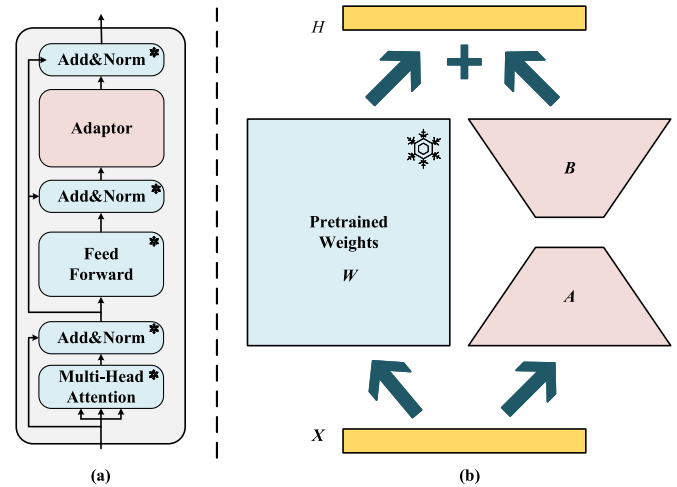 Add&Norm
Adaptor
Add&Norm
Feed
Forward
Add&Norm
Multi-Head
Attention
(a)
H
Pretrained
Weights
W
B
A
X
(b)